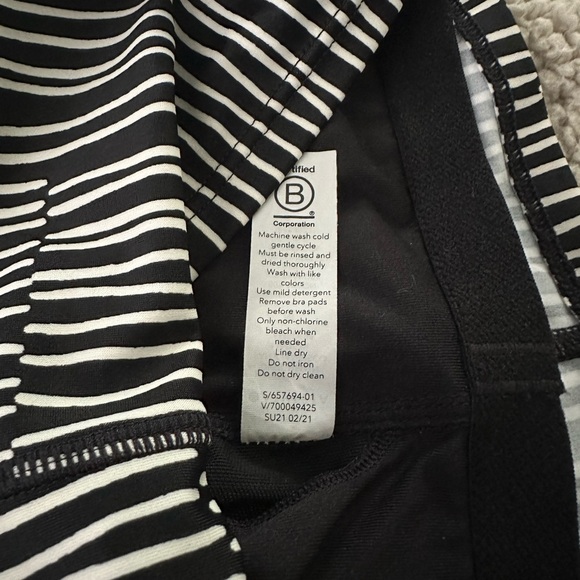 tified
B
®
Corporation
Machine wash cold
gentle cycle
Must be rinsed and
dried thoroughly
Wash with like
colors
Use mild detergent
Remove bra pads
before wash
Only non-chlorine
bleach when
needed
Line dry
Do not iron
Do not dry clean
S/657694-01
V/700049425
SU21 02/21